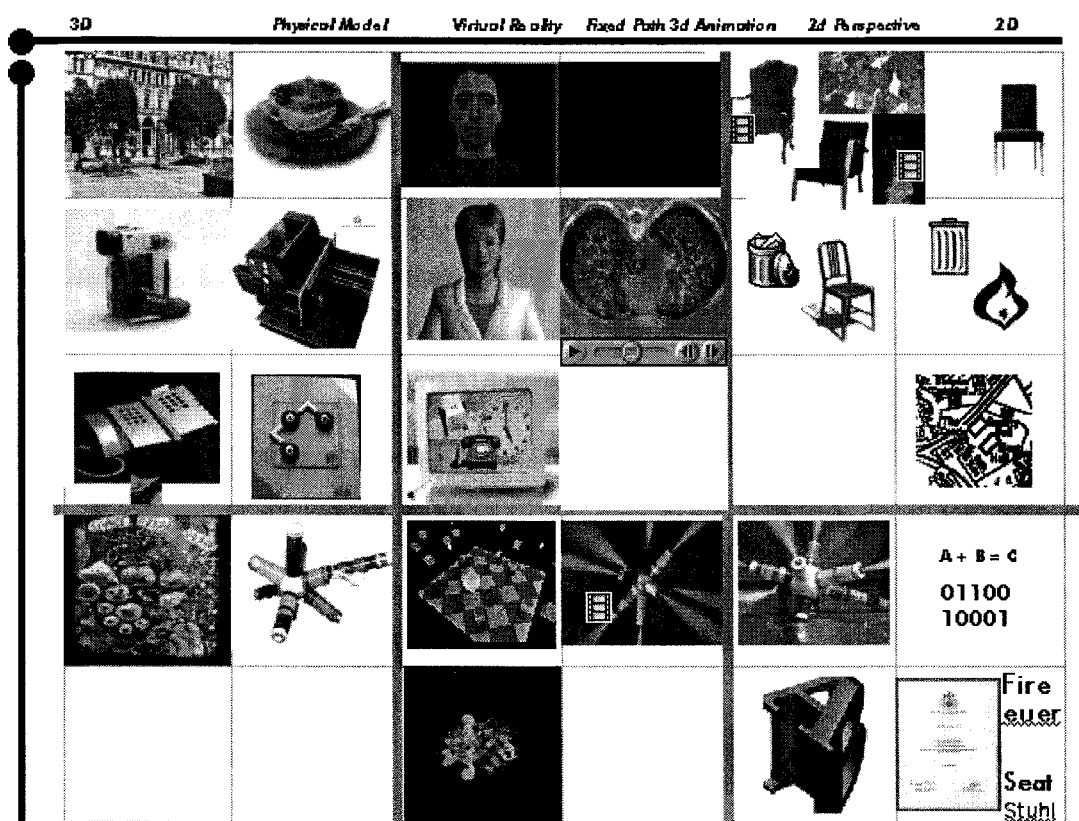 3D Physical Model Virtual Reality Fixed Path 3d Animation 2d Perspective 2D
A + B = C
01100
10001
Fire
euer
Seat
Stuhl